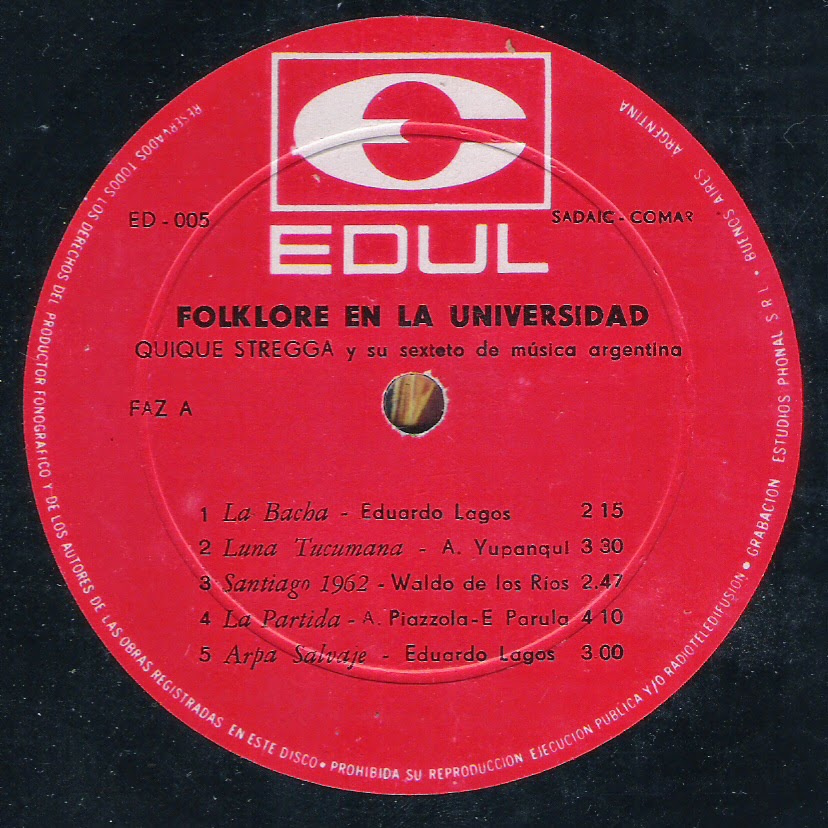 EDUL
ED - 005
SADAIC - COMAR
FOLKLORE EN LA UNIVERSIDAD
QUIQUE STREGGA y su sexteto de música argentina
FAZ A
1 La Bacha - Eduardo Lagos 2 15
2 Luna Tucumana - A. Yupanqui 3 30
3 Santiago 1962 - Waldo de los Ríos 2.47
4 La Partida - A. Piazzola-E Parula 4 10
5 Arpa Salvaje - Eduardo Lagos 3.00
RESERVADOS TODOS LOS DERECHOS DEL PRODUCTOR FONOGRAFICO Y DE LOS AUTORES DE LAS OBRAS REGISTRADAS EN ESTE DISCO • PROHIBIDA SU REPRODUCCION EJECUCION PUBLICA Y/O RADIOTELEDIFUSION • GRABACION ESTUDIOS PHONAL S R L • BUENOS AIRES ARGENTINA